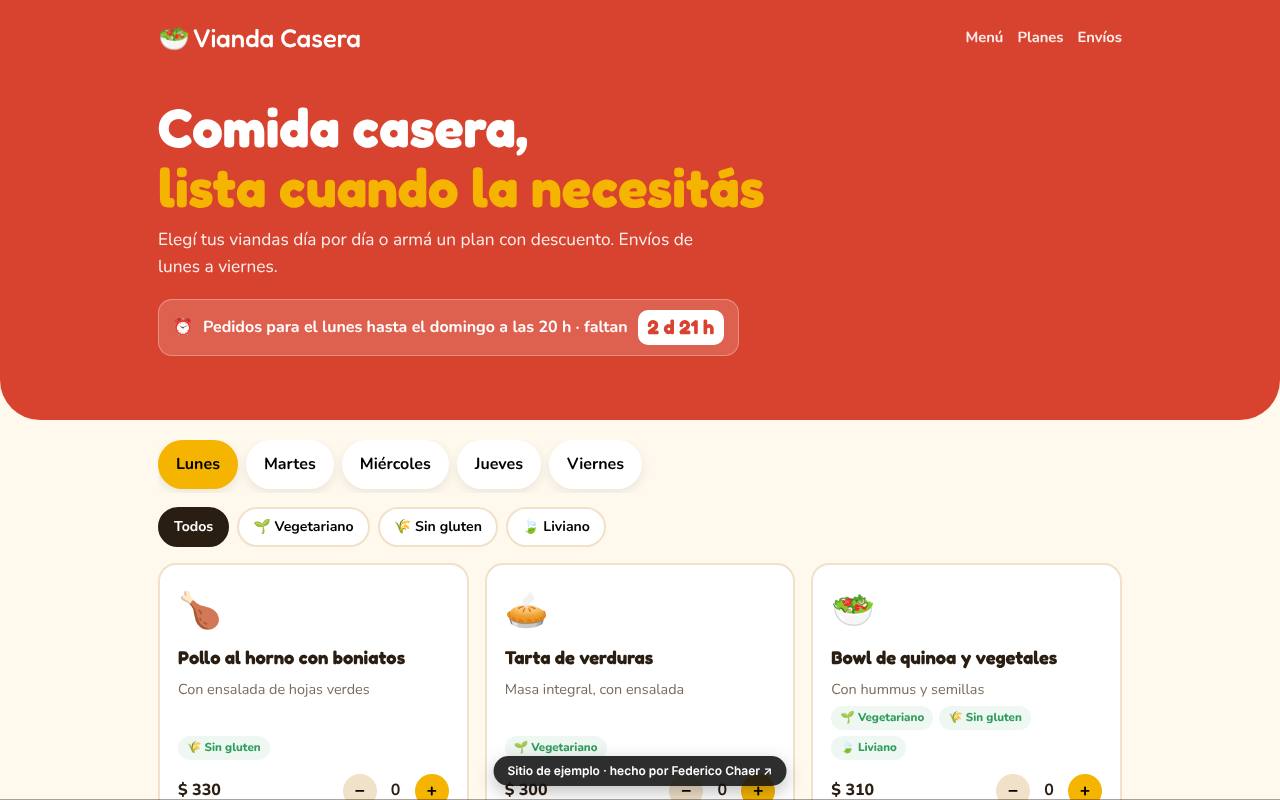 Vianda Casera
Menú Planes Envíos
Comida casera,
lista cuando la necesitás
Elegí tus viandas día por día o armá un plan con descuento. Envíos de
lunes a viernes.
Pedidos para el lunes hasta el domingo a las 20 h · faltan 2 d 21 h
Lunes Martes Miércoles Jueves Viernes
Todos Vegetariano Sin gluten Liviano
Pollo al horno con boniatos
Con ensalada de hojas verdes
Sin gluten
$ 330 − 0 +
Tarta de verduras
Masa integral, con ensalada
Vegetariano
$ 300 − 0 +
Bowl de quinoa y vegetales
Con hummus y semillas
Vegetariano Sin gluten
Liviano
$ 310 − 0 +
Sitio de ejemplo · hecho por Federico Chaer ↗